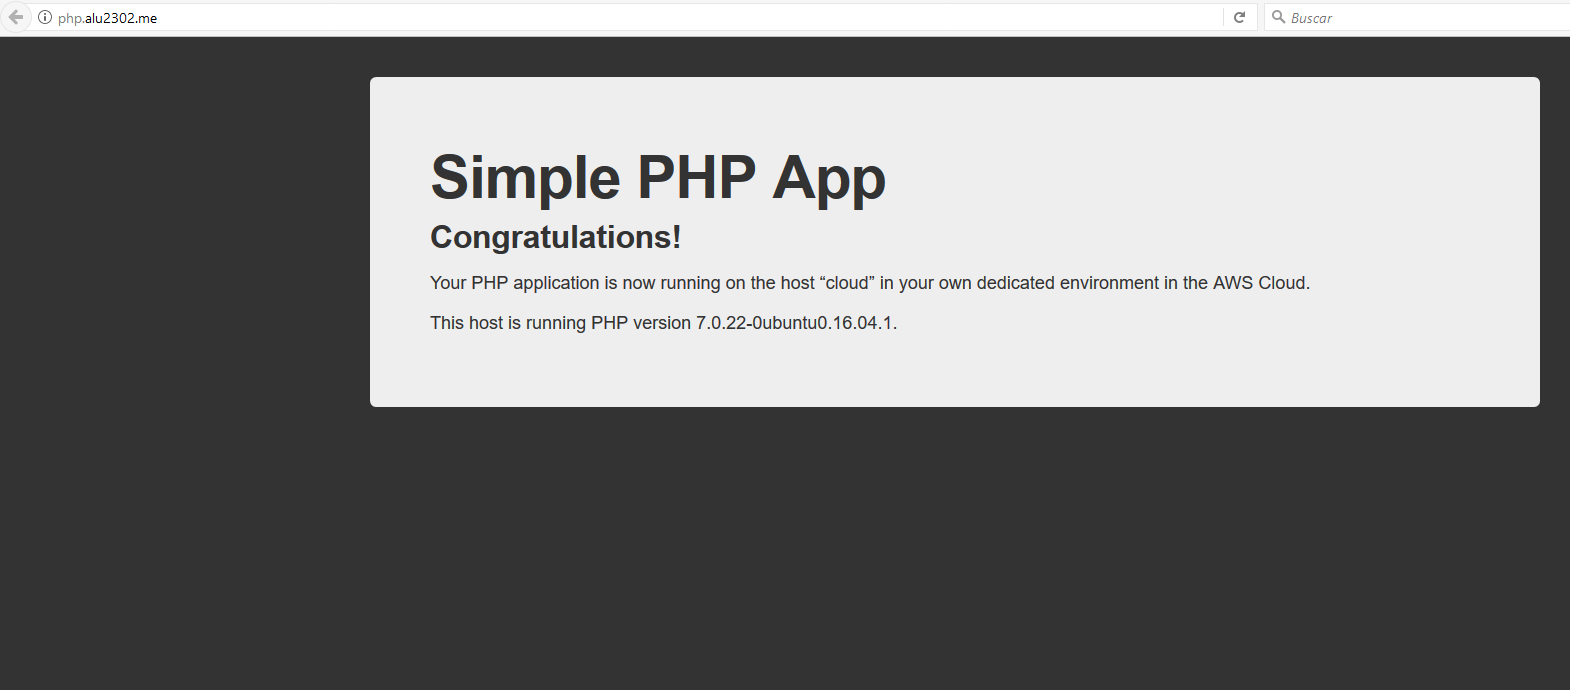 php.alu2302.me
Buscar
Simple PHP App
Congratulations!
Your PHP application is now running on the host “cloud” in your own dedicated environment in the AWS Cloud.
This host is running PHP version 7.0.22-0ubuntu0.16.04.1.